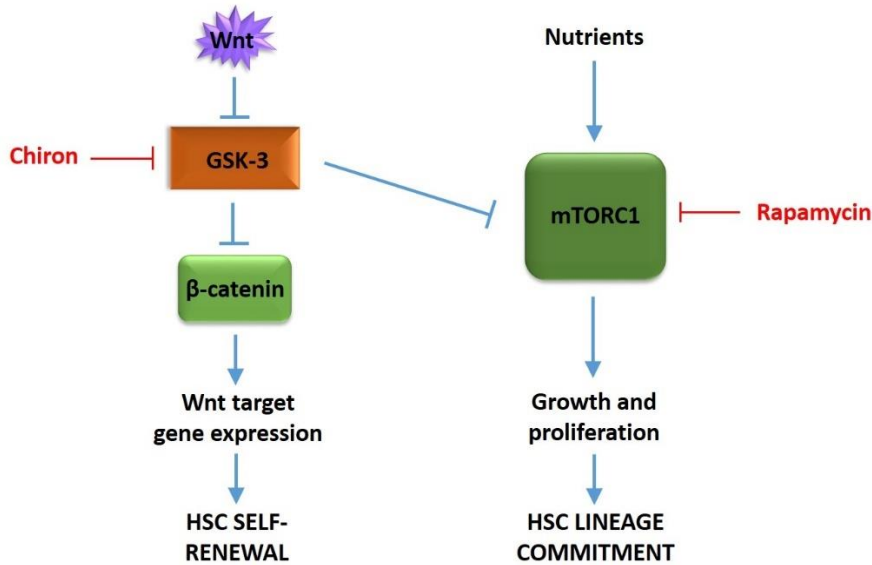 Wnt
Nutrients
Chiron
GSK-3
mTORC1
Rapamycin
β-catenin
Wnt target
gene expression
Growth and
proliferation
HSC SELF-
RENEWAL
HSC LINEAGE
COMMITMENT